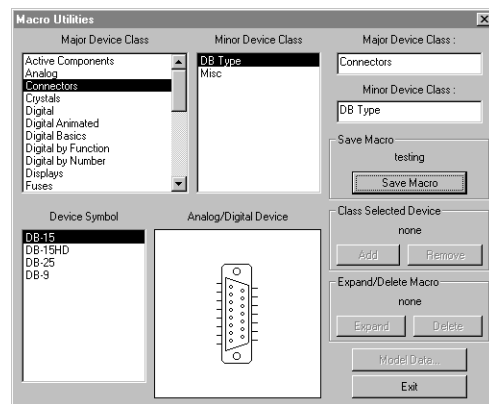 Macro Utilities
Major Device Class
Active Components
Analog
Connectors
Crystals
Digital
Digital Animated
Digital Basics
Digital by Function
Digital by Number
Displays
Fuses
Minor Device Class
DB Type
Misc
Major Device Class :
Connectors
Minor Device Class :
DB Type
Save Macro
testing
Save Macro
Device Symbol
DB-15
DB-15HD
DB-25
DB-9
Analog/Digital Device
Class Selected Device
none
Add
Remove
Expand/Delete Macro
none
Expand
Delete
Model Data...
Exit